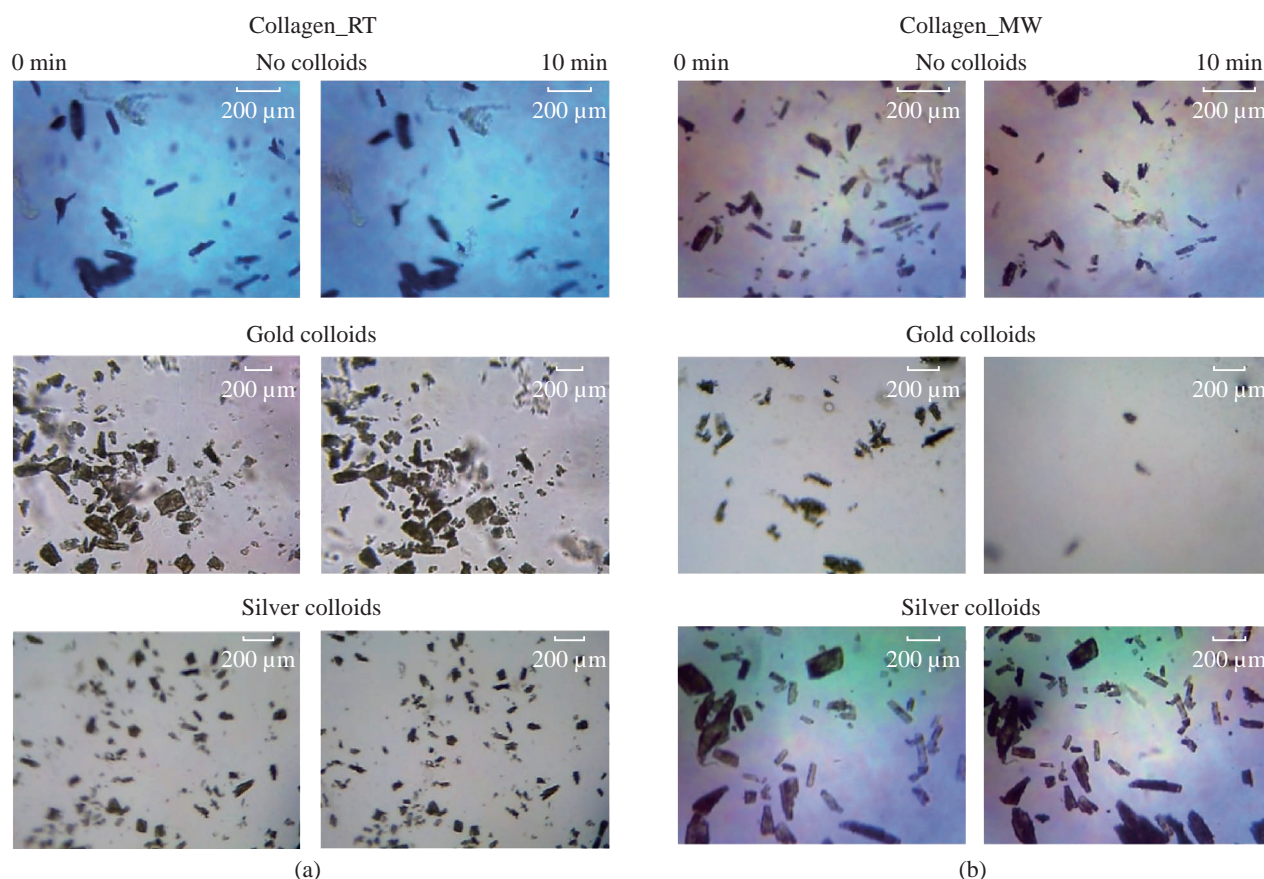 Collagen_RT
0 min No colloids 10 min
200 µm 200 µm
Gold colloids
200 µm 200 µm
Silver colloids
200 µm 200 µm
(a)
Collagen_MW
0 min No colloids 10 min
200 µm 200 µm
Gold colloids
200 µm 200 µm
Silver colloids
200 µm 200 µm
(b)